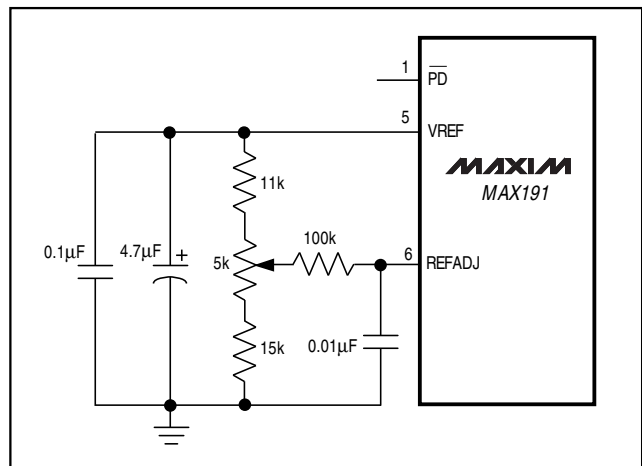 1
PD
5
VREF
MAXIM
MAX191
11k
0.1µF
4.7µF
+
5k
100k
6
REFADJ
15k
0.01µF